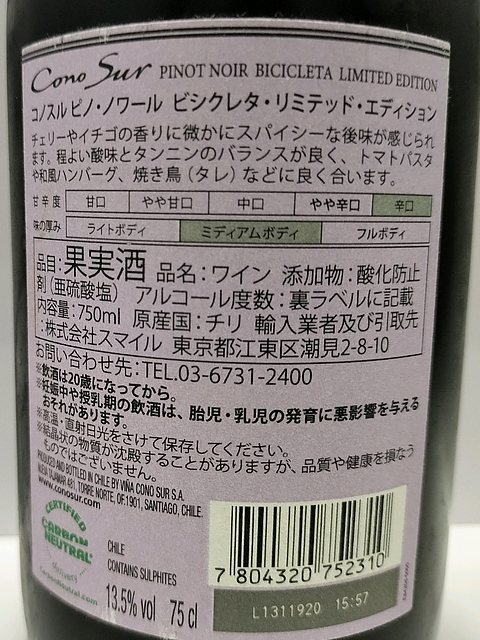 Cono Sur PINOT NOIR BICICLETA LIMITED EDITION
コノスル ピノ・ノワール ビシクレタ・リミテッド・エディション
チェリーやイチゴの香りに微かにスパイシーな後味が感じられ
ます。程よい酸味とタンニンのバランスが良く、トマトパスタ
や和風ハンバーグ、焼き鳥（タレ）などに良く合います。
甘辛度 甘口 やや甘口 中口 やや辛口 辛口
味の厚み ライトボディ ミディアムボディ フルボディ
品目:果実酒 品名:ワイン 添加物:酸化防止
剤(亜硫酸塩) アルコール度数:裏ラベルに記載
内容量:750ml 原産国:チリ 輸入業者及び引取先
:株式会社スマイル 東京都江東区潮見2-8-10
お問い合わせ先:TEL.03-6731-2400
※飲酒は20歳になってから。
※妊娠中や授乳期の飲酒は、胎児・乳児の発育に悪影響を与える
おそれがあります。
※高温・直射日光をさけて保存してください。
※結晶状の物質が沈殿することがありますが、品質や健康を損なう
ものではございません。
PRODUCED AND BOTTLED IN CHILE BY VIÑA CONO SUR S.A.
NUEVA TAJAMAR 481, TORRE NORTE, OF.1901, SANTIAGO, CHILE.
www.conosur.com
CERTIFIED
CARBON
NEUTRAL
delivery
CarbonNeutral.com
CHILE
CONTAINS SULPHITES
13.5% vol 75 cl
7 804320 752310
L1311920 15:57